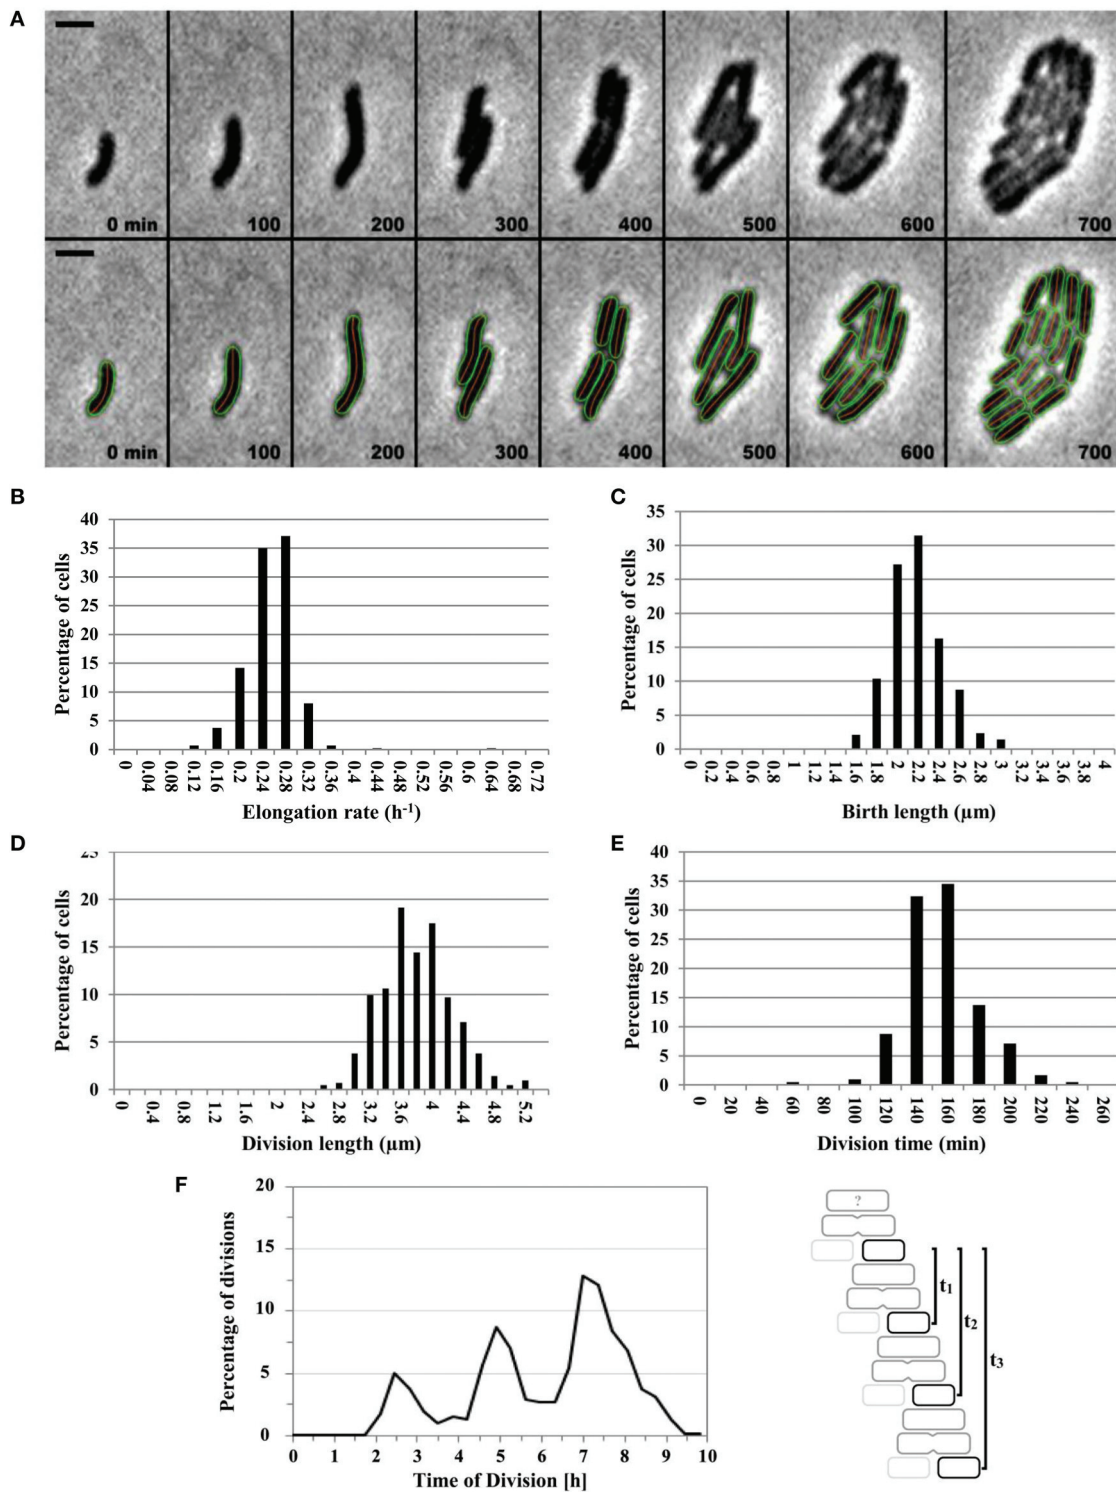 A
0 min 100 200 300 400 500 600 700
0 min 100 200 300 400 500 600 700
B
40
35
30
25
20
15
10
5
0
Percentage of cells
0 0.04 0.08 0.12 0.16 0.2 0.24 0.28 0.32 0.36 0.4 0.44 0.48 0.52 0.56 0.6 0.64 0.68 0.72
Elongation rate (h-1)
C
35
30
25
20
15
10
5
0
Percentage of cells
0 0.2 0.4 0.6 0.8 1 1.2 1.4 1.6 1.8 2 2.2 2.4 2.6 2.8 3 3.2 3.4 3.6 3.8 4
Birth length (µm)
D
25
20
15
10
5
0
Percentage of cells
0 0.4 0.8 1.2 1.6 2 2.4 2.8 3.2 3.6 4 4.4 4.8 5.2
Division length (µm)
E
40
35
30
25
20
15
10
5
0
Percentage of cells
0 20 40 60 80 100 120 140 160 180 200 220 240 260
Division time (min)
F
20
15
10
5
0
Percentage of divisions
0 1 2 3 4 5 6 7 8 9 10
Time of Division [h]
?
t1
t2
t3